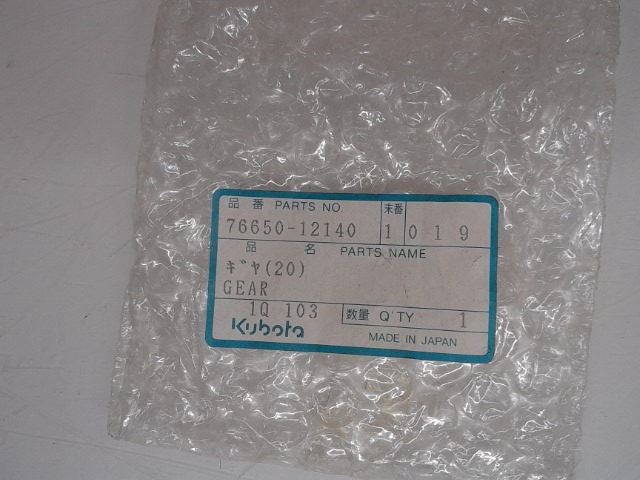 品番 PARTS NO. 末番
76650-12140 1 0 1 9
品名 PARTS NAME
ギヤ(20)
GEAR
1Q 103 数量 Q'TY 1
Kubota MADE IN JAPAN